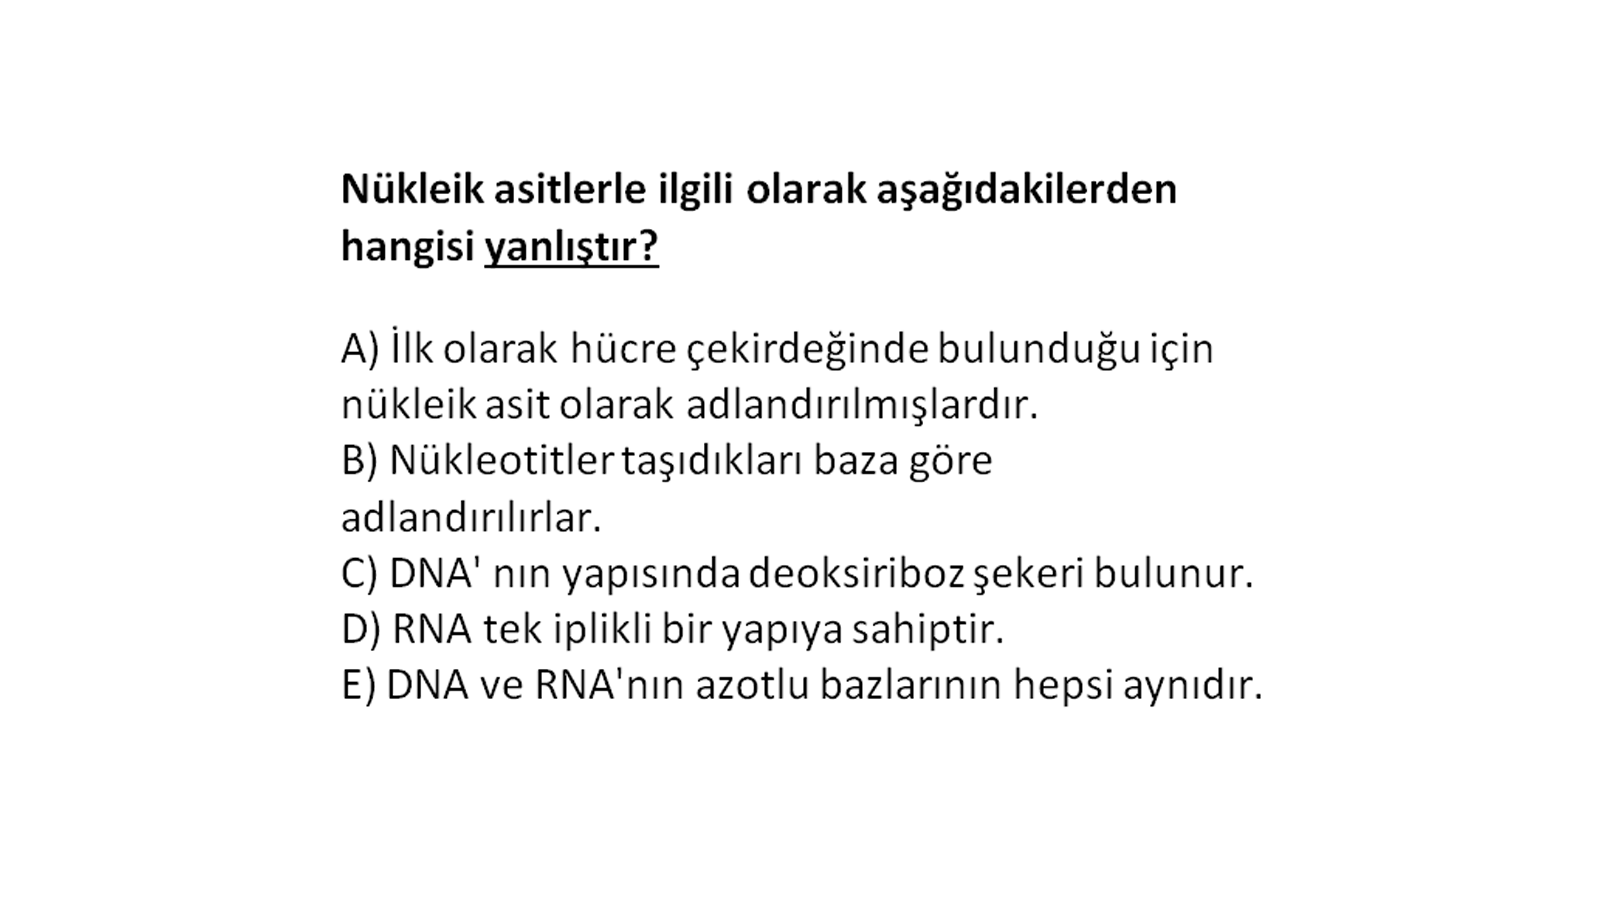 Nükleik asitlerle ilgili olarak aşağıdakilerden
hangisi yanlıştır?
A) İlk olarak hücre çekirdeğinde bulunduğu için
nükleik asit olarak adlandırılmışlardır.
B) Nükleotitler taşıdıkları baza göre
adlandırılırlar.
C) DNA' nın yapısında deoksiriboz şekeri bulunur.
D) RNA tek iplikli bir yapıya sahiptir.
E) DNA ve RNA'nın azotlu bazlarının hepsi aynıdır.